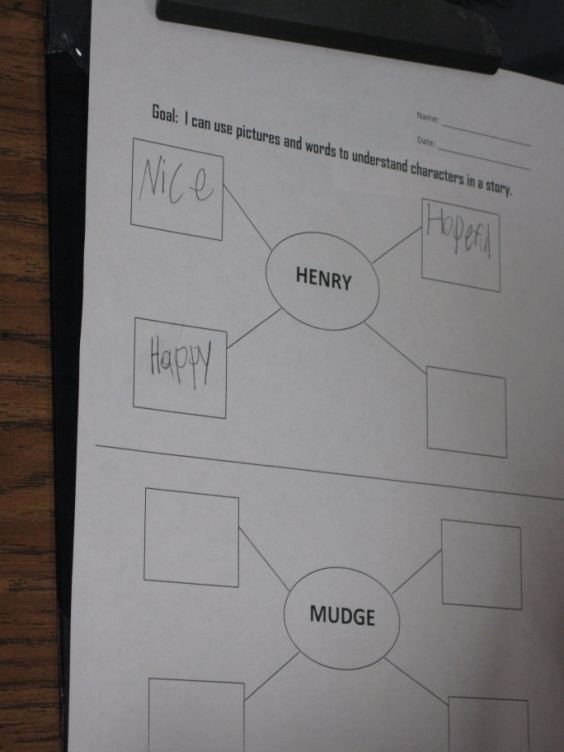 Name:
Date:
Goal: I can use pictures and words to understand characters in a story.
Nice
Hopeful
HENRY
Happy
MUDGE